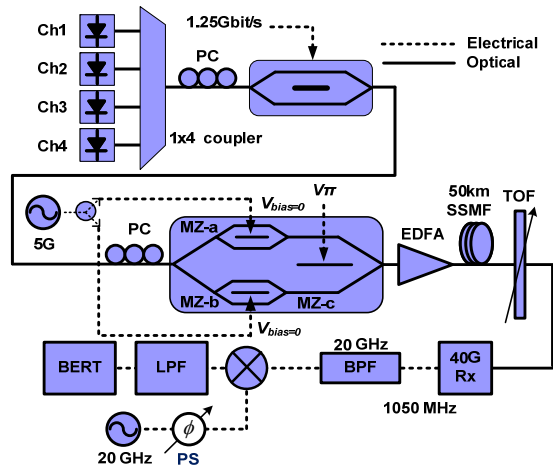 Ch1
Ch2
Ch3
Ch4
PC
1x4 coupler
1.25Gbit/s
Electrical
Optical
5G
PC
MZ-a
MZ-b
MZ-c
Vbias=0
Vπ
Vbias=0
EDFA
50km
SSMF
TOF
BERT
LPF
20 GHz
BPF
1050 MHz
40G
Rx
20 GHz
ϕ
PS